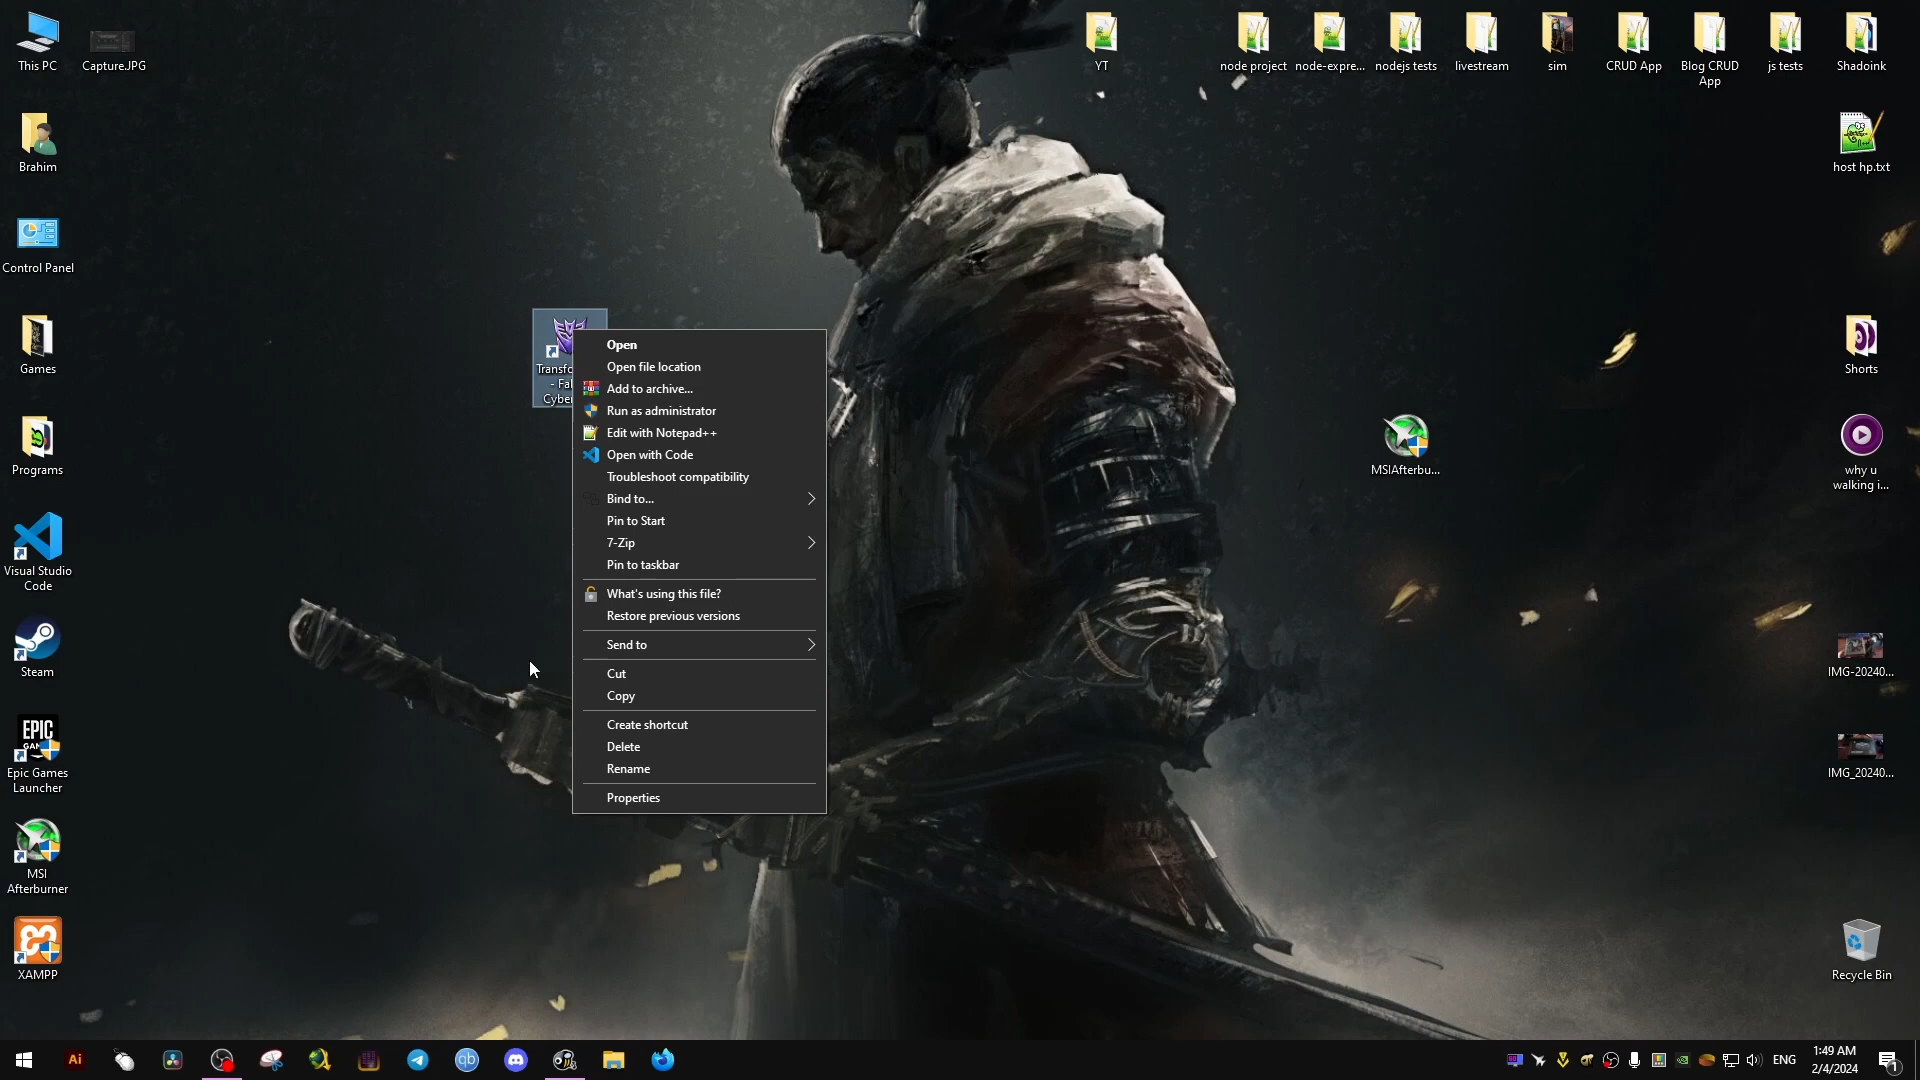 This PC
Capture.JPG
Brahim
Control Panel
Games
Programs
Visual Studio
Code
Steam
EPIC
Epic Games
Launcher
MSI
Afterburner
XAMPP
YT
node project
node-expre...
nodejs tests
livestream
sim
CRUD App
Blog CRUD
App
js tests
Shadoink
host hp.txt
Shorts
why u
walking i...
MSIAfterbu...
IMG-20240...
IMG_20240...
Recycle Bin
Open
Open file location
Add to archive...
Run as administrator
Edit with Notepad++
Open with Code
Troubleshoot compatibility
Bind to...
Pin to Start
7-Zip
Pin to taskbar
What's using this file?
Restore previous versions
Send to
Cut
Copy
Create shortcut
Delete
Rename
Properties
Ai
qb
ENG
1:49 AM
2/4/2024
1